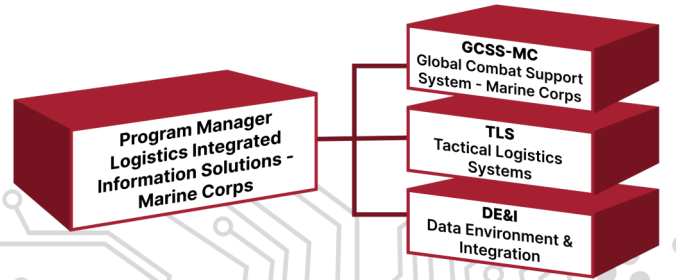 Program Manager
Logistics Integrated
Information Solutions -
Marine Corps
GCSS-MC
Global Combat Support
System - Marine Corps
TLS
Tactical Logistics
Systems
DE&I
Data Environment &
Integration